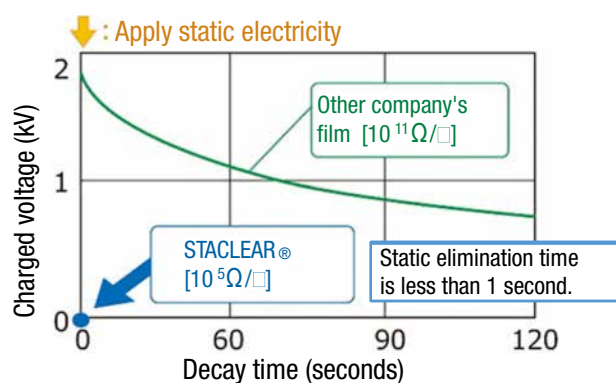 : Apply static electricity
2
Other company's
film [10¹¹Ω/□]
Charged voltage (kV)
1
STACLEAR®
[10⁵Ω/□]
Static elimination time
is less than 1 second.
0
0
60
90
120
Decay time (seconds)